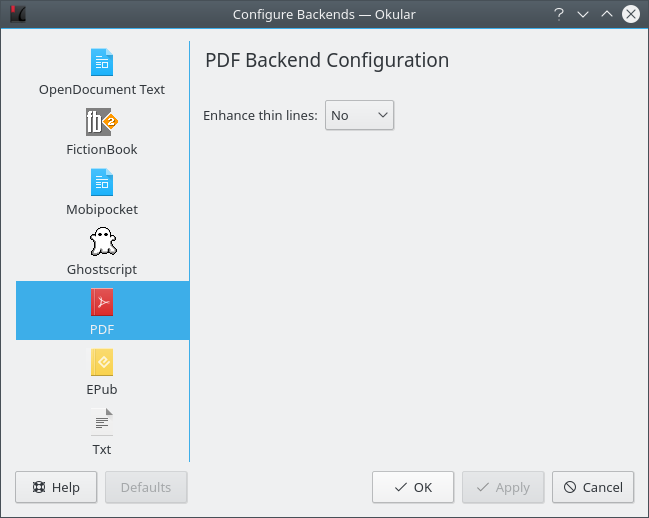 Configure Backends — Okular
OpenDocument Text
fb2
FictionBook
Mobipocket
Ghostscript
PDF
EPub
Txt
PDF Backend Configuration
Enhance thin lines: No
Help
Defaults
OK
Apply
Cancel